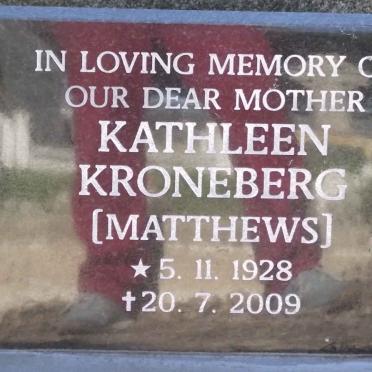 IN LOVING MEMORY
OUR DEAR MOTHER
KATHLEEN
KRONEBERG
[MATTHEWS]
★ 5. 11. 1928
✝ 20. 7. 2009